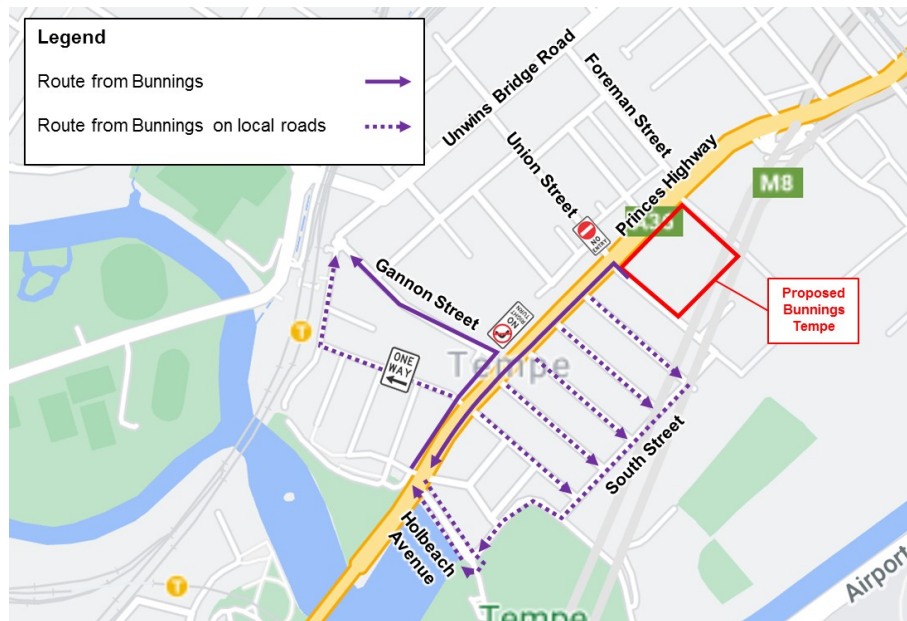 Legend
Route from Bunnings
Route from Bunnings on local roads
Unwins Bridge Road
Foreman Street
Union Street
Princes Highway
M8
A36
NO
ENTRY
Proposed
Bunnings
Tempe
Gannon Street
NO
RIGHT
TURN
Tempe
T
ONE
WAY
South Street
Holbeach
Avenue
T
Airport
Tempe